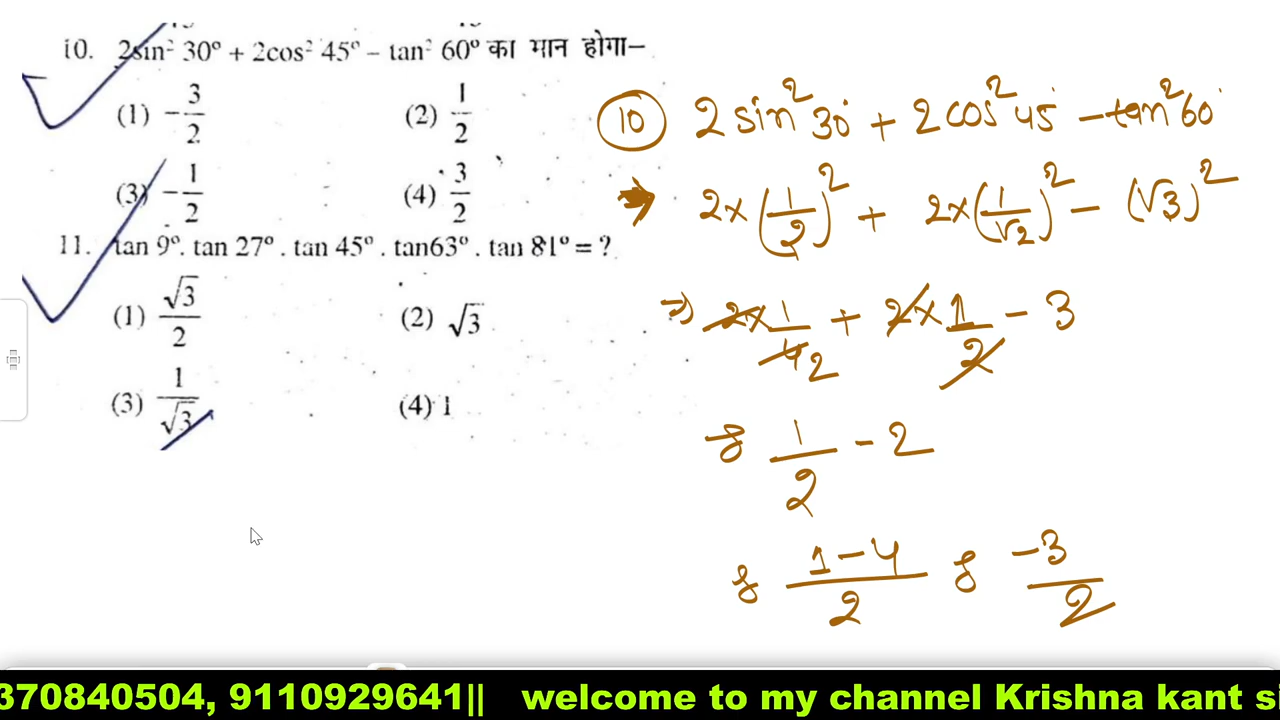 10. 2sin² 30° + 2cos² 45° – tan² 60° का मान होगा–
(1) –3/2 (2) 1/2
(3) –1/2 (4) 3/2
11. tan 9°. tan 27° . tan 45° . tan63° . tan 81° = ?
(1) √3/2 (2) √3
(3) 1/√3 (4) 1
10 2 sin² 30° + 2 cos² 45° – tan² 60°
2 × (1/2)² + 2 × (1/√2)² – (√3)²
⇒ 2 × 1/4 2 + 2 × 1/2 – 3
1/2 – 2
1 – 4/2 –3/2
370840504, 9110929641|| welcome to my channel Krishna kant si